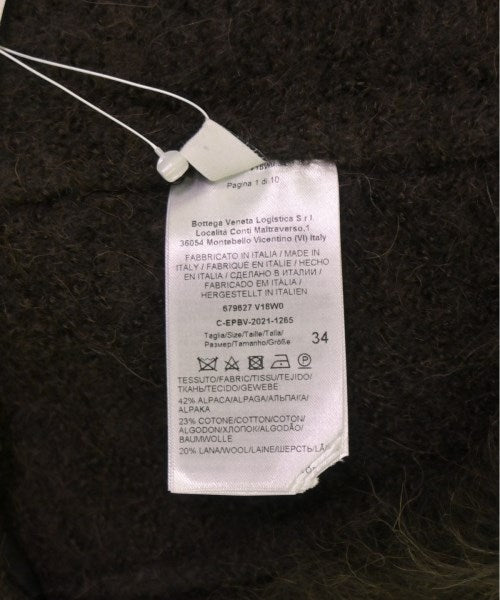 Pagina 1 di 10
Bottega Veneta Logistica S.r.l.
Località Conti Maltraverso,1
36054 Montebello Vicentino (VI) Italy
FABBRICATO IN ITALIA / MADE IN
ITALY / FABRIQUÉ EN ITALIE / HECHO
EN ITALIA / СДЕЛАНО В ИТАЛИИ /
FABRICADO EM ITÁLIA /
HERGESTELLT IN ITALIEN
679827 V18W0
C-EPBV-2021-1265
Taglia/Size/Taille/Talla/
Размер/Tamanho/Größe 34
TESSUTO/FABRIC/TISSU/TEJIDO/
ТКАНЬ/TECIDO/GEWEBE
42% ALPACA/ALPAGA/АЛЬПАКА/
ALPAKA
23% COTONE/COTTON/COTON/
ALGODÓN/ХЛОПОК/ALGODÃO/
BAUMWOLLE
20% LANA/WOOL/LAINE/ШЕРСТЬ/LÃ